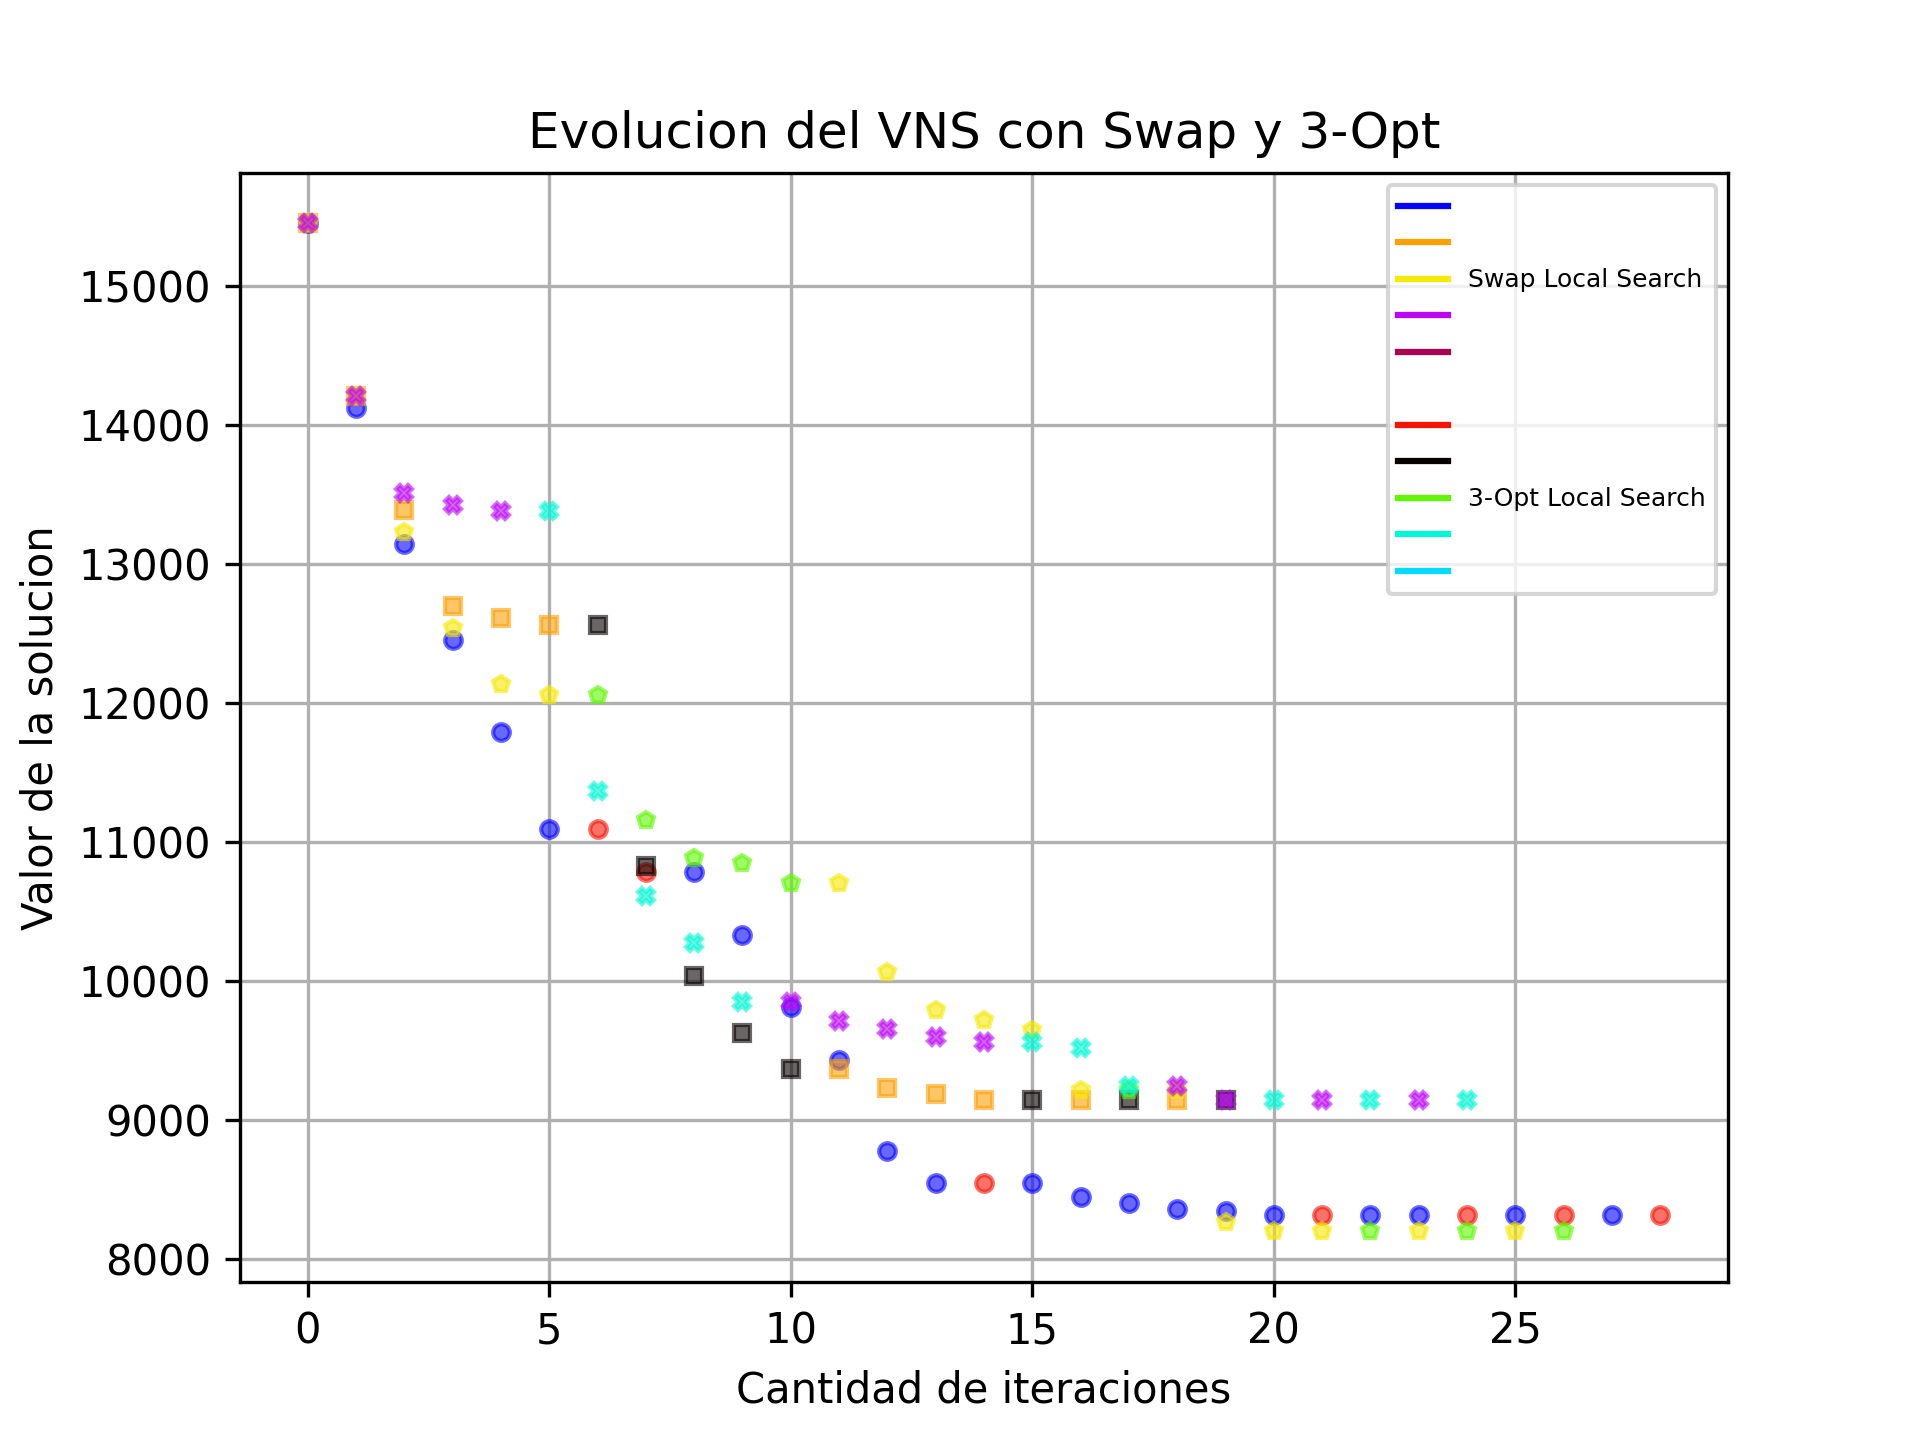 Evolucion del VNS con Swap y 3-Opt
Valor de la solucion
15000
14000
13000
12000
11000
10000
9000
8000
Swap Local Search
3-Opt Local Search
0 5 10 15 20 25
Cantidad de iteraciones